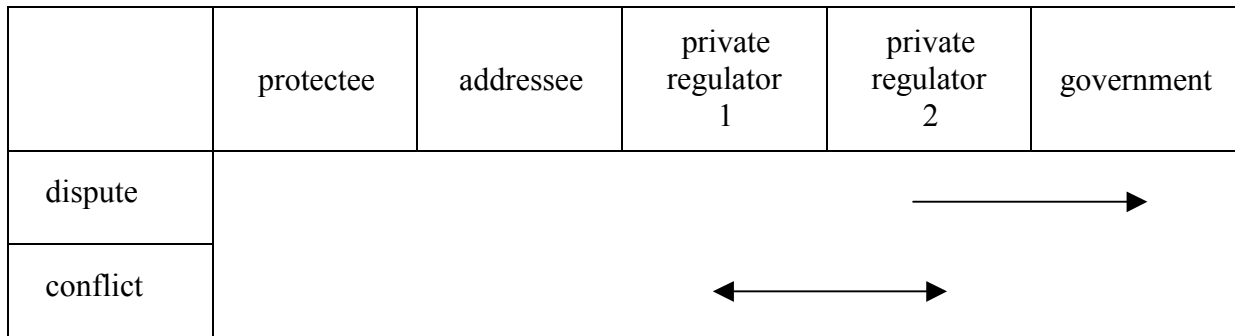 protectee
addressee
private
regulator
1
private
regulator
2
government
dispute
conflict